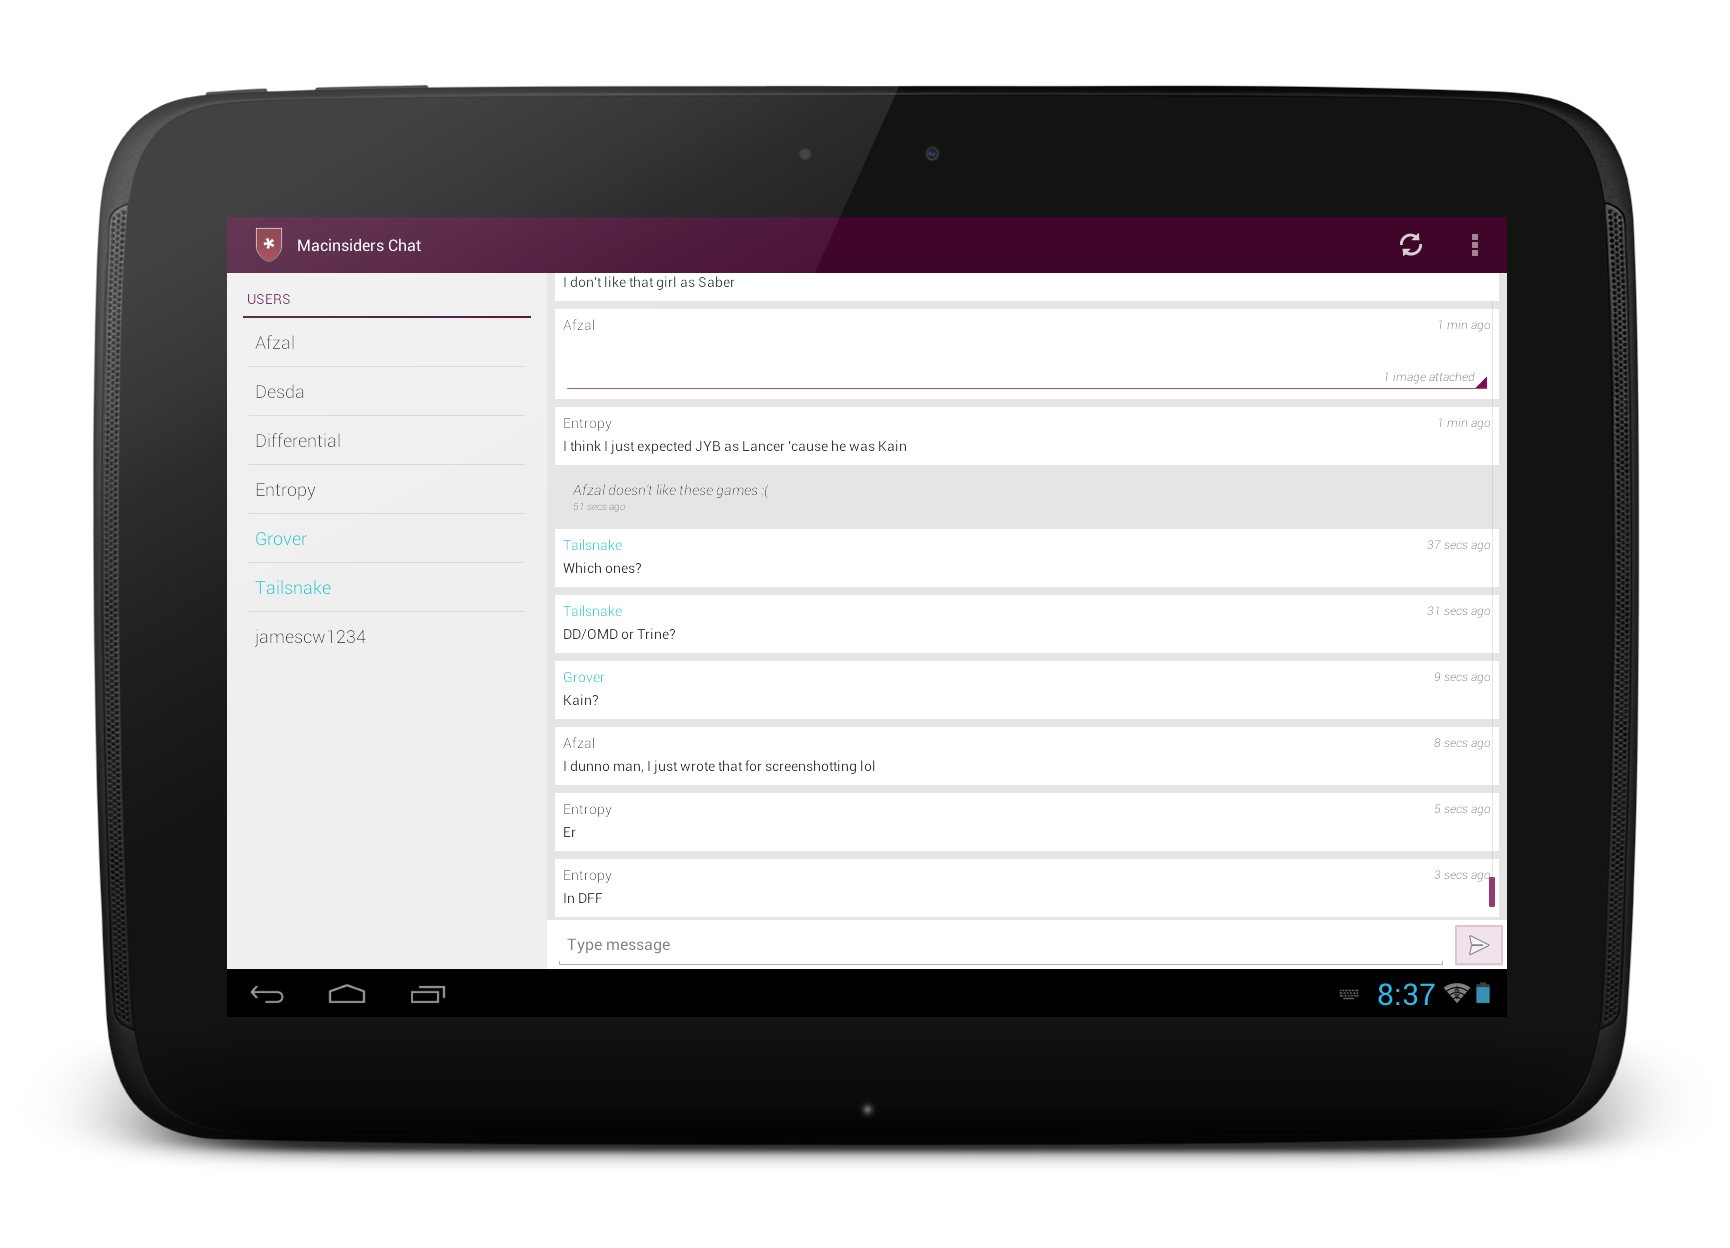 Macinsiders Chat
USERS
Afzal
Desda
Differential
Entropy
Grover
Tailsnake
jamescw1234
I don't like that girl as Saber
Afzal 1 min ago
1 image attached
Entropy 1 min ago
I think I just expected JYB as Lancer 'cause he was Kain
Afzal doesn't like these games :(
51 secs ago
Tailsnake 37 secs ago
Which ones?
Tailsnake 31 secs ago
DD/OMD or Trine?
Grover 9 secs ago
Kain?
Afzal 8 secs ago
I dunno man, I just wrote that for screenshotting lol
Entropy 5 secs ago
Er
Entropy 3 secs ago
In DFF
Type message
8:37